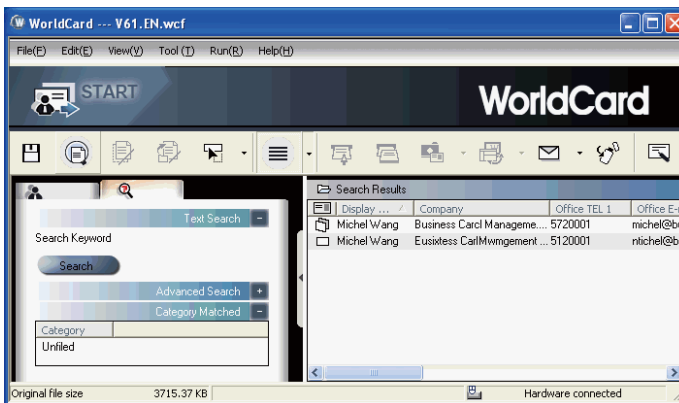 WorldCard --- V61.EN.wcf
File(F) Edit(E) View(V) Tool (T) Run(R) Help(H)
START
WorldCard
Search Results
Text Search
Search Keyword
Search
Advanced Search
Category Matched
Category
Unfiled
Display ... Company Office TEL 1 Office E-
Michel Wang Business Carcl Manageme... 5720001 michel@b
Michel Wang Eusixtess CarlMwmgement ... 5120001 ntichel@b
Original file size 3715.37 KB Hardware connected